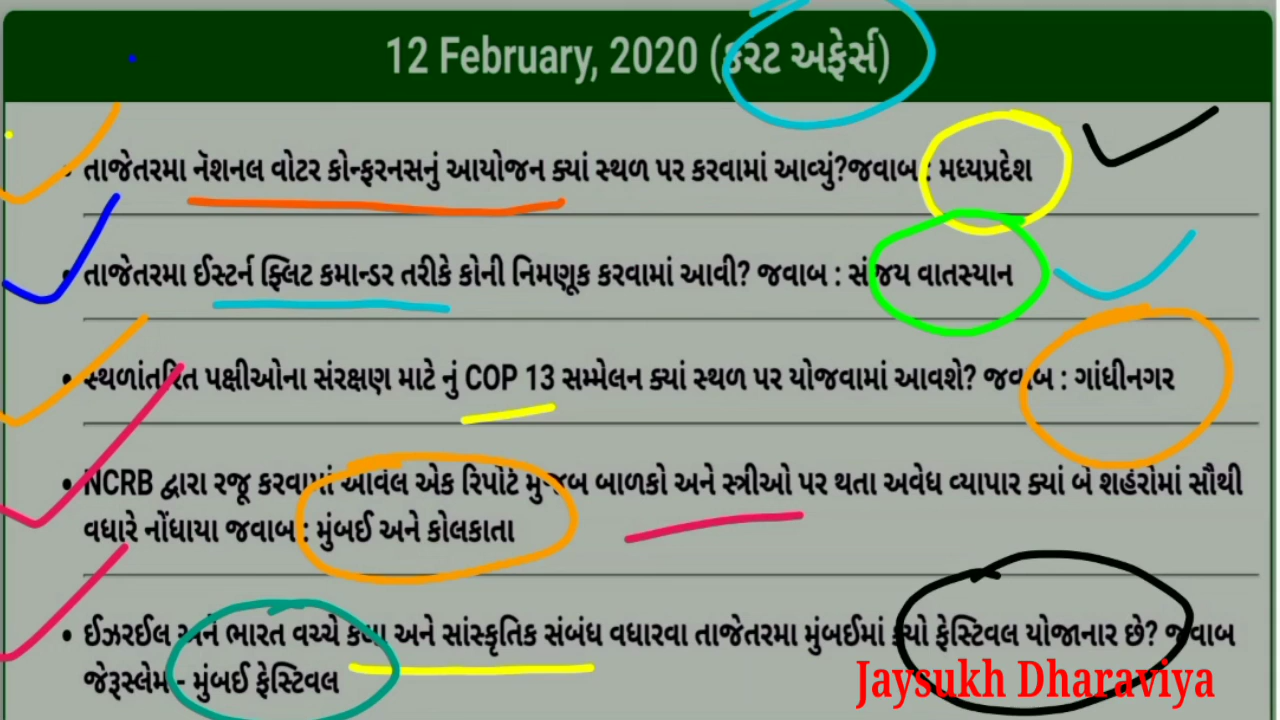 12 February, 2020 (કરટ અફેર્સ)
• તાજેતરમા નૅશનલ વોટર કોન્ફરનસનું આયોજન ક્યાં સ્થળ પર કરવામાં આવ્યું?જવાબ : મધ્યપ્રદેશ
• તાજેતરમા ઈસ્ટર્ન ફ્લિટ કમાન્ડર તરીકે કોની નિમણૂક કરવામાં આવી? જવાબ : સંજય વાતસ્યાન
• સ્થળાંતરિત પક્ષીઓના સંરક્ષણ માટે નું COP 13 સમ્મેલન ક્યાં સ્થળ પર યોજવામાં આવશે? જવાબ : ગાંધીનગર
• NCRB દ્વારા રજૂ કરવામાં આવેલ એક રિપોર્ટ મુજબ બાળકો અને સ્ત્રીઓ પર થતા અવેધ વ્યાપાર ક્યાં બે શહંરોમાં સૌથી
વધારે નોંધાયા જવાબ : મુંબઈ અને કોલકાતા
• ઈઝરઈલ અને ભારત વચ્ચે કળા અને સાંસ્કૃતિક સંબંધ વધારવા તાજેતરમા મુંબઈમાં ક્યો ફેસ્ટિવલ યોજાનાર છે? જવાબ
જેરૂસ્લેમ - મુંબઈ ફેસ્ટિવલ
Jaysukh Dharaviya